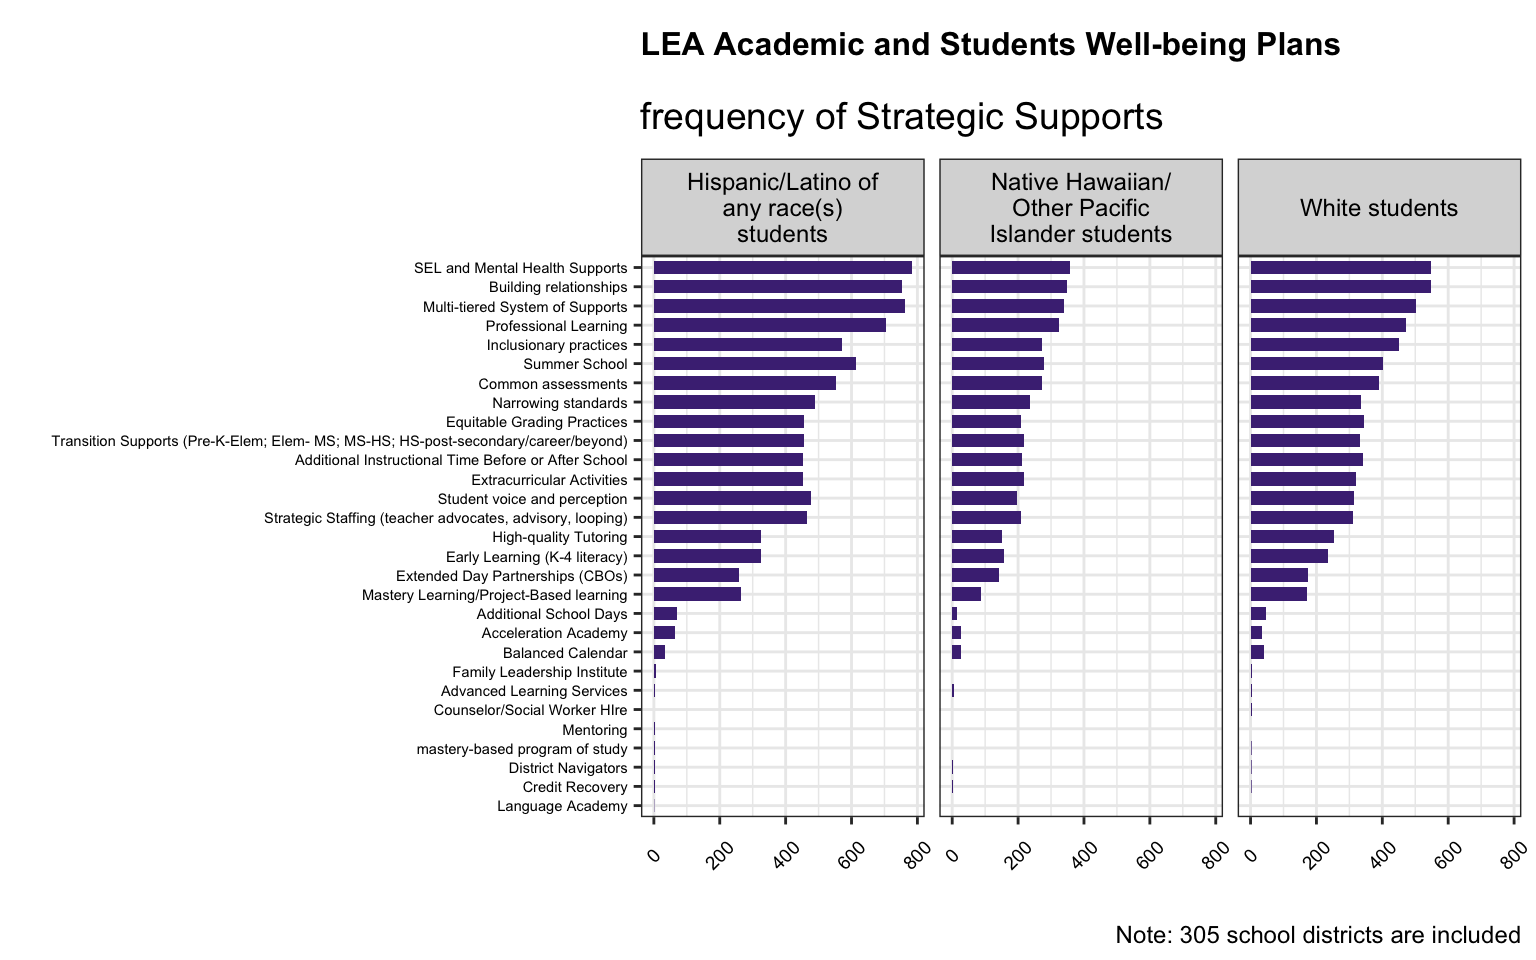 LEA Academic and Students Well-being Plans
frequency of Strategic Supports
Hispanic/Latino of
any race(s)
students
Native Hawaiian/
Other Pacific
Islander students
White students
SEL and Mental Health Supports
Building relationships
Multi-tiered System of Supports
Professional Learning
Inclusionary practices
Summer School
Common assessments
Narrowing standards
Equitable Grading Practices
Transition Supports (Pre-K-Elem; Elem- MS; MS-HS; HS-post-secondary/career/beyond)
Additional Instructional Time Before or After School
Extracurricular Activities
Student voice and perception
Strategic Staffing (teacher advocates, advisory, looping)
High-quality Tutoring
Early Learning (K-4 literacy)
Extended Day Partnerships (CBOs)
Mastery Learning/Project-Based learning
Additional School Days
Acceleration Academy
Balanced Calendar
Family Leadership Institute
Advanced Learning Services
Counselor/Social Worker HIre
Mentoring
mastery-based program of study
District Navigators
Credit Recovery
Language Academy
0 200 400 600 800
0 200 400 600 800
0 200 400 600 800
Note: 305 school districts are included